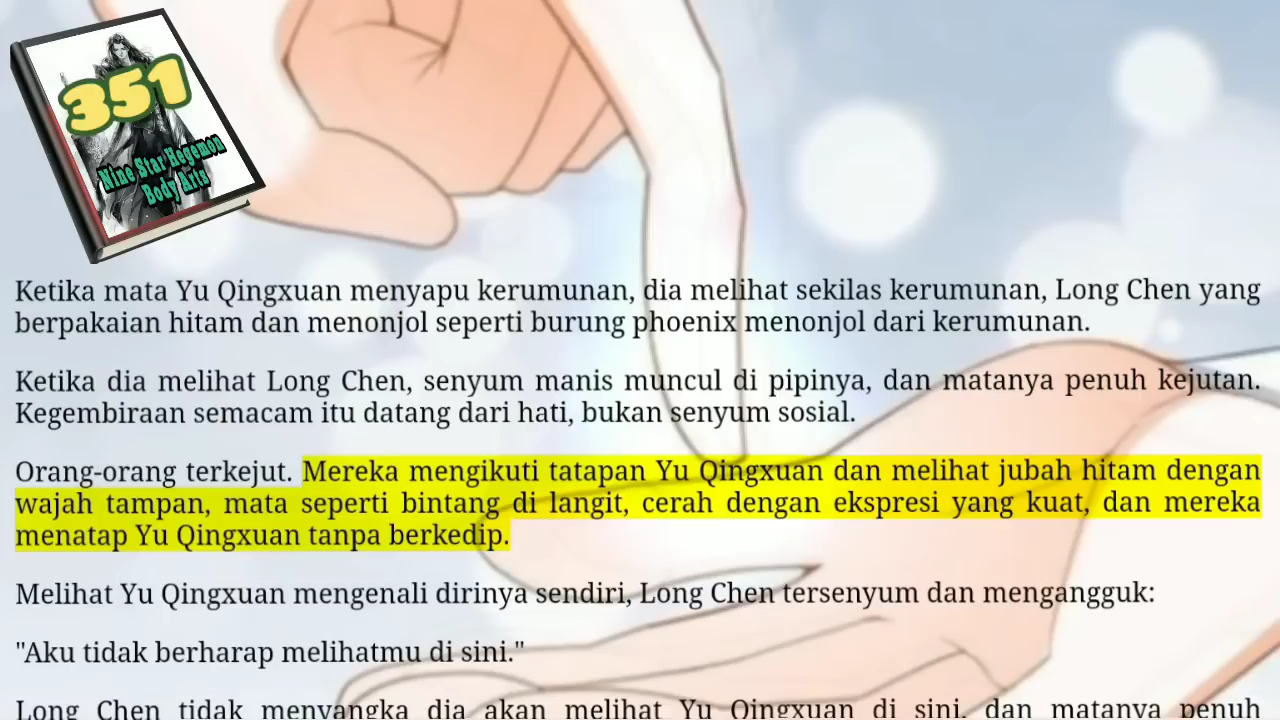 351
Nine Star Hegemon
Body Arts
Ketika mata Yu Qingxuan menyapu kerumunan, dia melihat sekilas kerumunan, Long Chen yang
berpakaian hitam dan menonjol seperti burung phoenix menonjol dari kerumunan.
Ketika dia melihat Long Chen, senyum manis muncul di pipinya, dan matanya penuh kejutan.
Kegembiraan semacam itu datang dari hati, bukan senyum sosial.
Orang-orang terkejut. Mereka mengikuti tatapan Yu Qingxuan dan melihat jubah hitam dengan
wajah tampan, mata seperti bintang di langit, cerah dengan ekspresi yang kuat, dan mereka
menatap Yu Qingxuan tanpa berkedip.
Melihat Yu Qingxuan mengenali dirinya sendiri, Long Chen tersenyum dan mengangguk:
"Aku tidak berharap melihatmu di sini."
Long Chen tidak menyangka dia akan melihat Yu Qingxuan di sini, dan matanya penuh